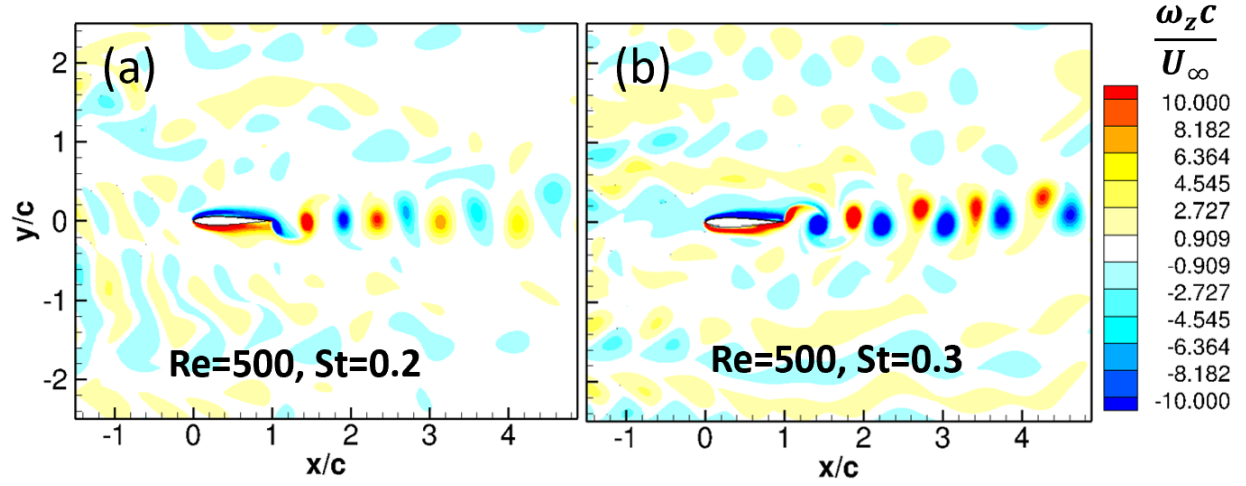 (a)
2
1
0
-1
-2
y/c
Re=500, St=0.2
-1 0 1 2 3 4
x/c
(b)
Re=500, St=0.3
-1 0 1 2 3 4
x/c
ω_z c
U_∞
10.000
8.182
6.364
4.545
2.727
0.909
-0.909
-2.727
-4.545
-6.364
-8.182
-10.000